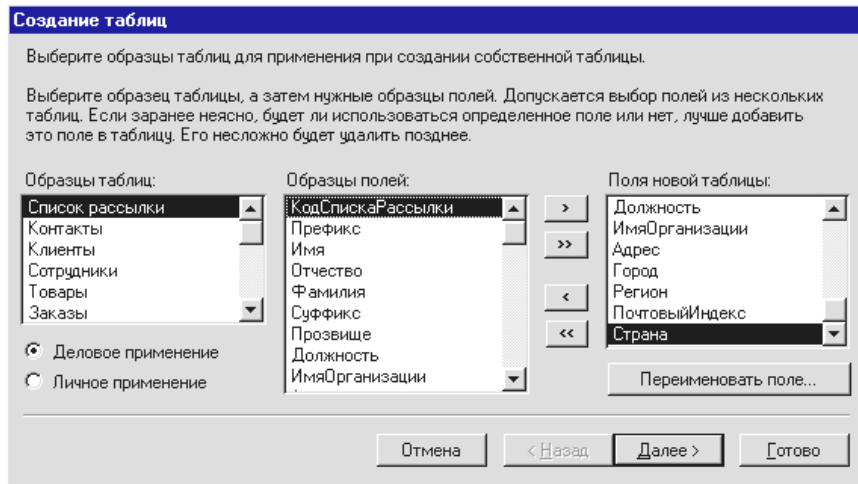 Создание таблиц
Выберите образцы таблиц для применения при создании собственной таблицы.
Выберите образец таблицы, а затем нужные образцы полей. Допускается выбор полей из нескольких
таблиц. Если заранее неясно, будет ли использоваться определенное поле или нет, лучше добавить
это поле в таблицу. Его несложно будет удалить позднее.
Образцы таблиц:
Список рассылки
Контакты
Клиенты
Сотрудники
Товары
Заказы
Деловое применение
Личное применение
Образцы полей:
КодСпискаРассылки
Префикс
Имя
Отчество
Фамилия
Суффикс
Прозвище
Должность
ИмяОрганизации
>
>>
<
<<
Поля новой таблицы:
Должность
ИмяОрганизации
Адрес
Город
Регион
ПочтовыйИндекс
Страна
Переименовать поле...
Отмена
< Назад
Далее >
Готово